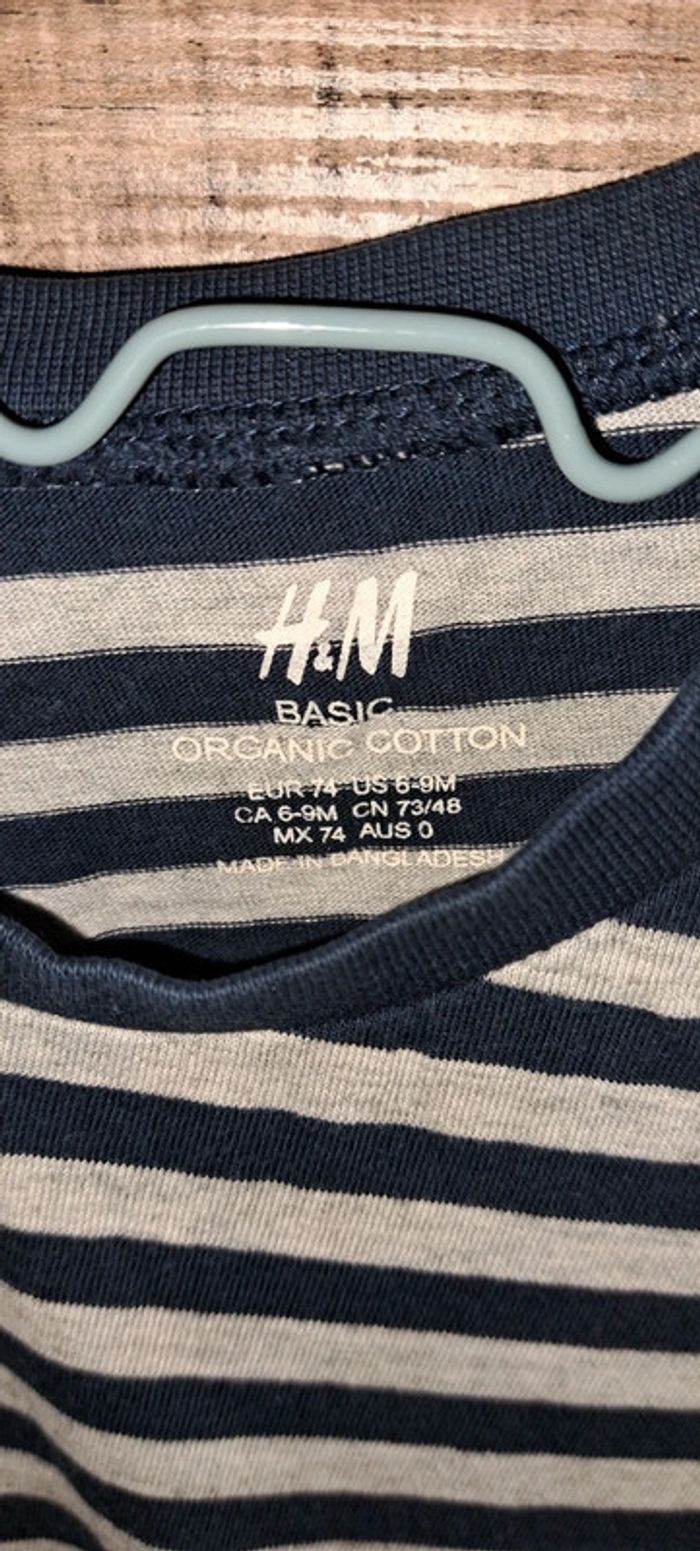 H&M
BASIC
ORGANIC COTTON
EUR 74 US 6-9M
CA 6-9M CN 73/48
MX 74 AUS 0
MADE IN BANGLADESH